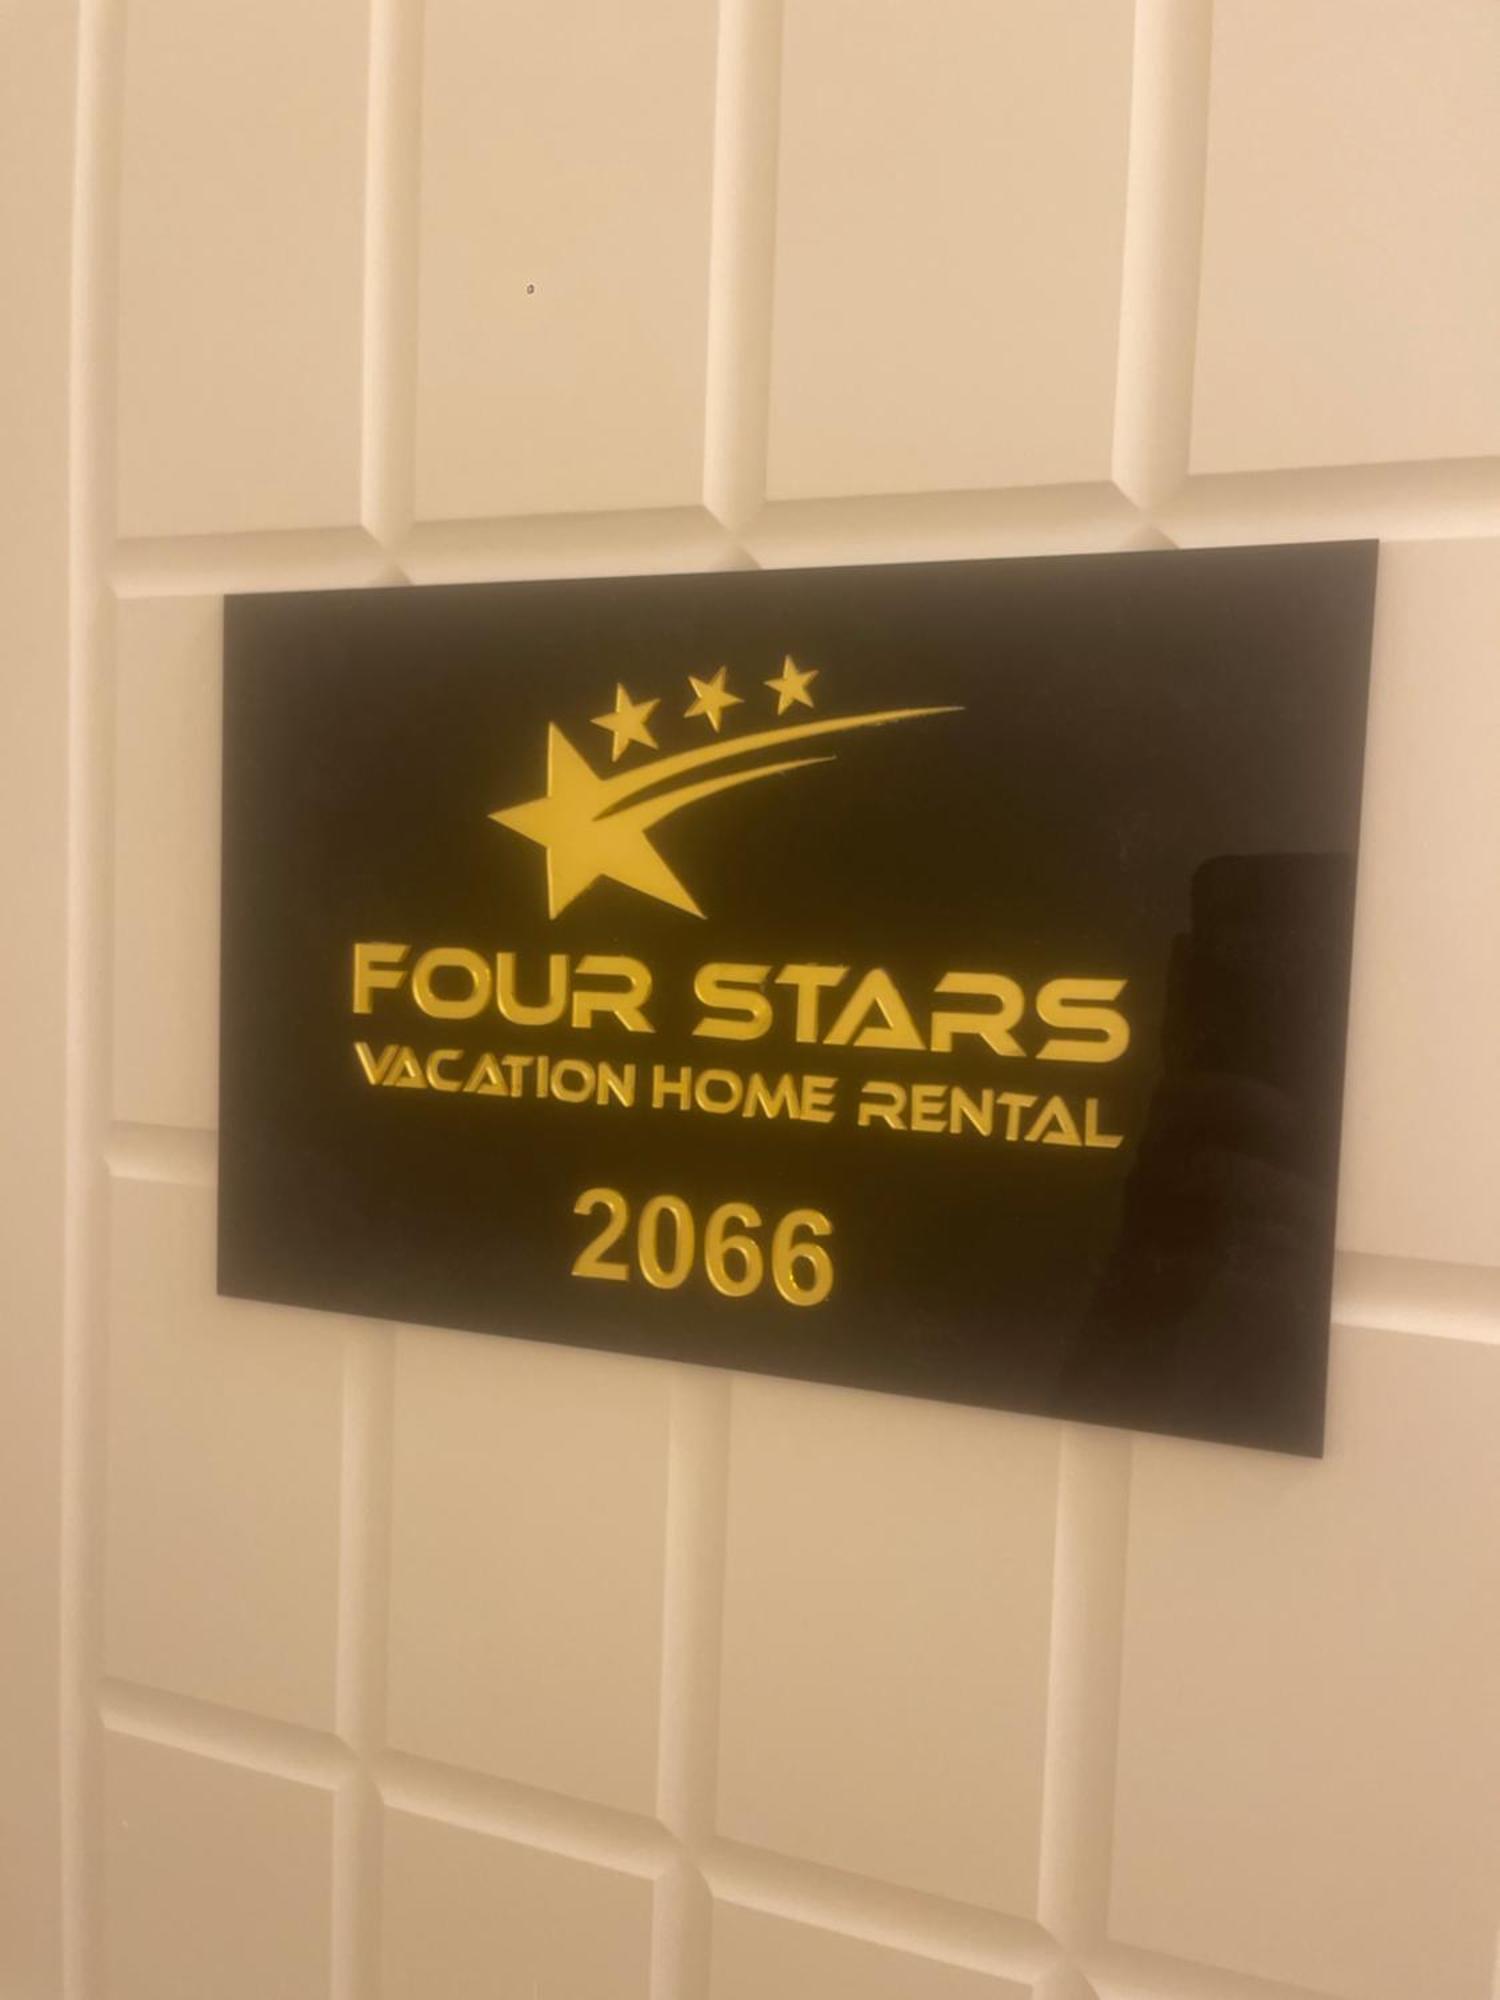 FOUR STARS
VACATION HOME RENTAL
2066